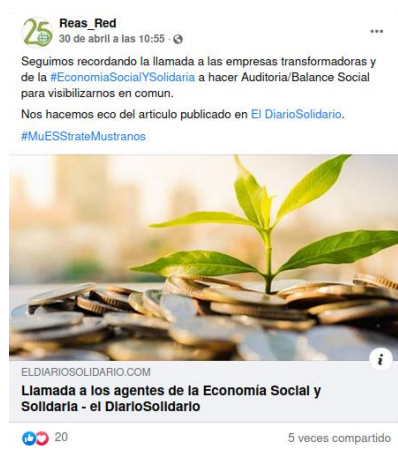 25
Reas_Red
30 de abril a las 10:55 ·
Seguimos recordando la llamada a las empresas transformadoras y
de la #EconomiaSocialYSolidaria a hacer Auditoria/Balance Social
para visibilizarnos en comun.
Nos hacemos eco del articulo publicado en El DiarioSolidario.
#MuESStrateMustranos
i
ELDIARIOSOLIDARIO.COM
Llamada a los agentes de la Economía Social y
Solidaria - el DiarioSolidario
20
5 veces compartido